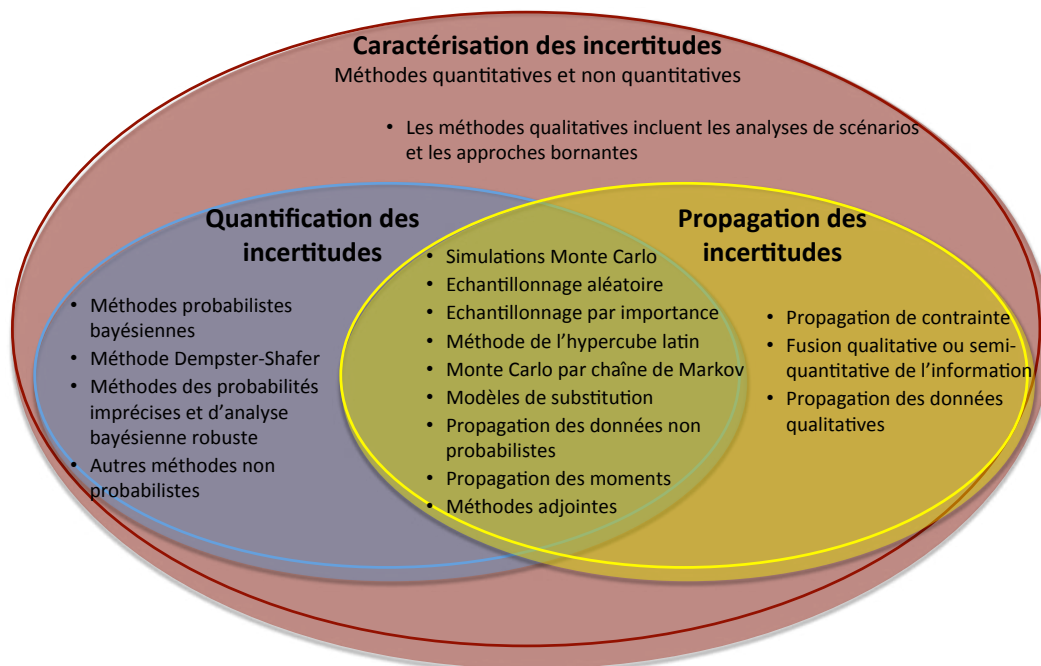 Caractérisation des incertitudes
Méthodes quantitatives et non quantitatives
• Les méthodes qualitatives incluent les analyses de scénarios
et les approches bornantes
Quantification des
incertitudes
• Méthodes probabilistes
bayésiennes
• Méthode Dempster-Shafer
• Méthodes des probabilités
imprécises et d'analyse
bayésienne robuste
• Autres méthodes non
probabilistes
• Simulations Monte Carlo
• Echantillonnage aléatoire
• Echantillonnage par importance
• Méthode de l'hypercube latin
• Monte Carlo par chaîne de Markov
• Modèles de substitution
• Propagation des données non
probabilistes
• Propagation des moments
• Méthodes adjointes
Propagation des
incertitudes
• Propagation de contrainte
• Fusion qualitative ou semi-
quantitative de l'information
• Propagation des données
qualitatives